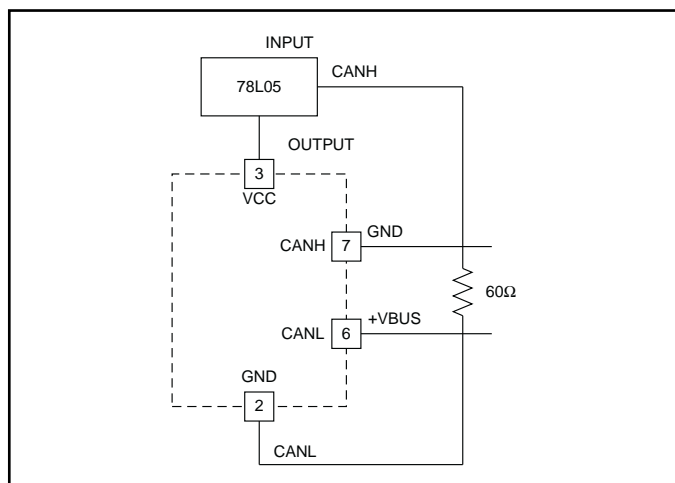 INPUT
78L05
CANH
OUTPUT
3
VCC
CANH
7
GND
60Ω
CANL
6
+VBUS
GND
2
CANL